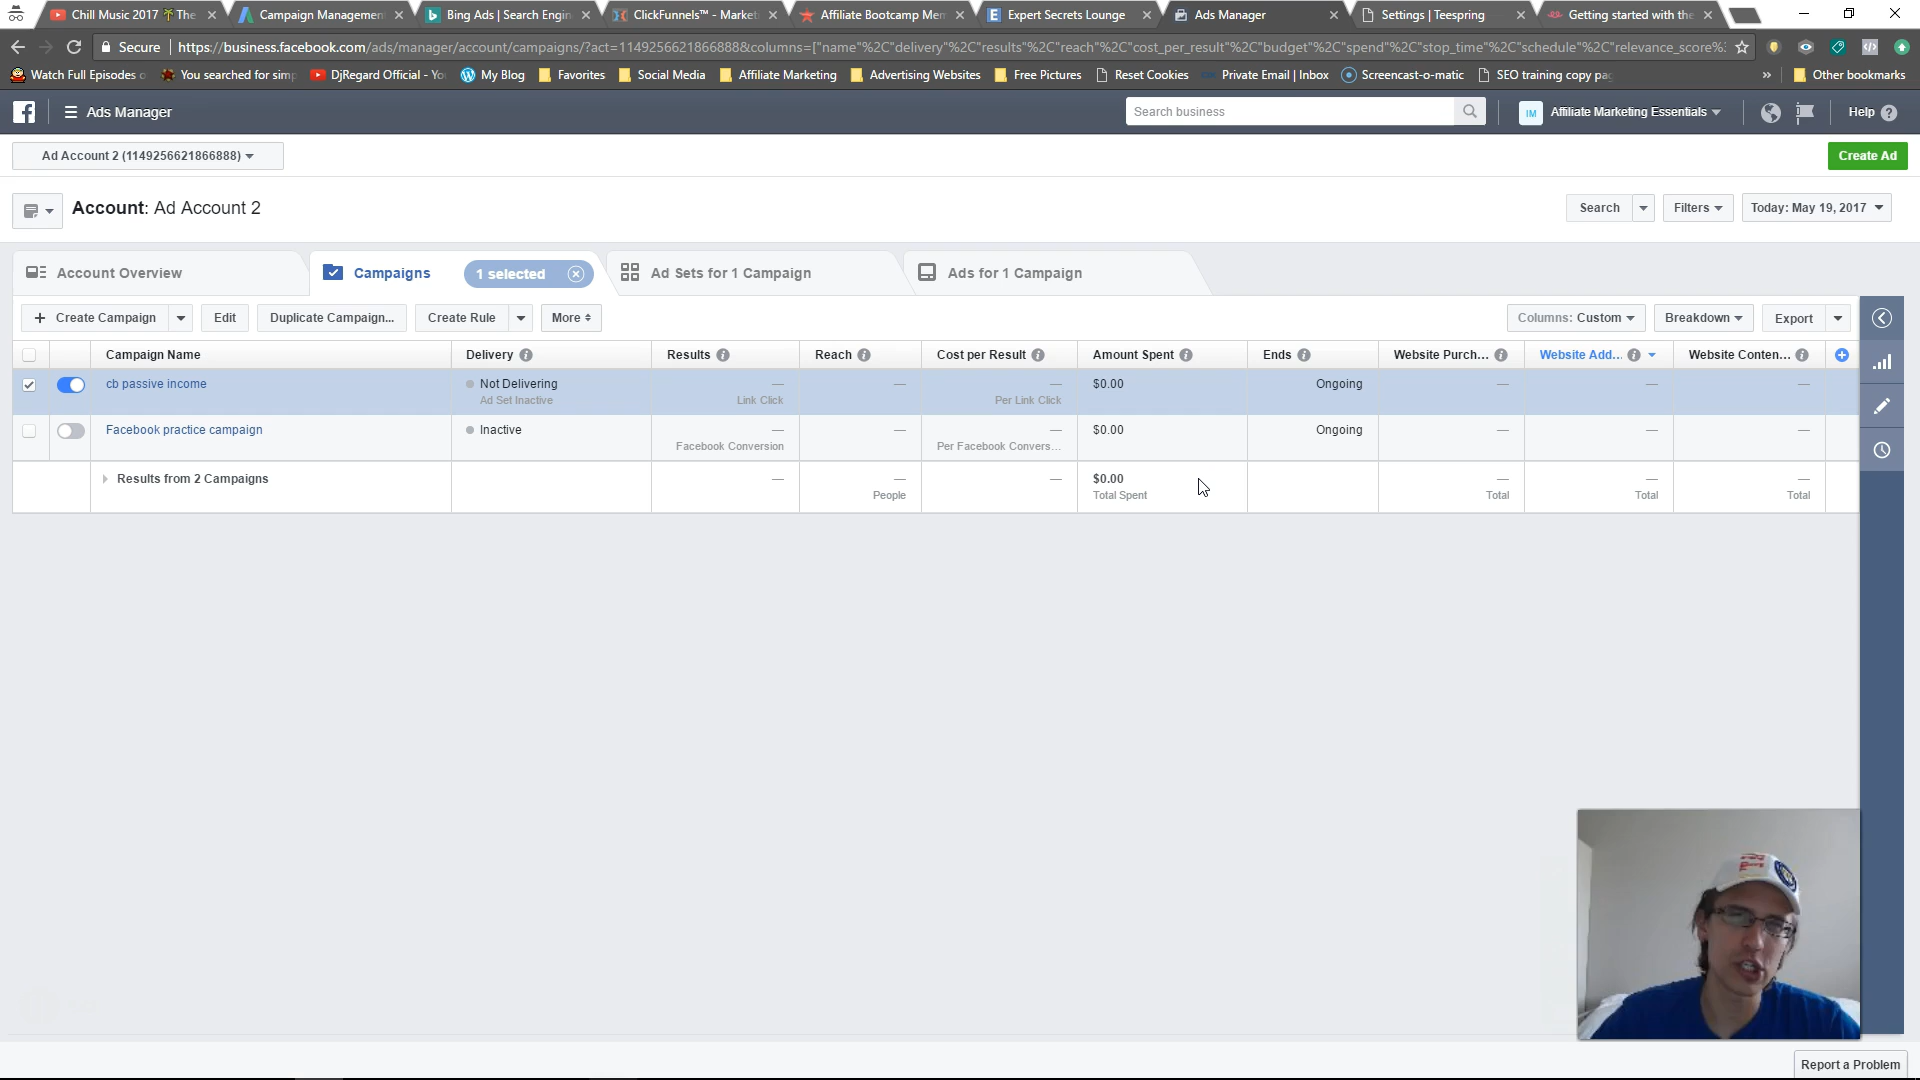 Chill Music 2017 🌴The
Campaign Management
Bing Ads | Search Engin
ClickFunnels™ - Market
Affiliate Bootcamp Mem
Expert Secrets Lounge
Ads Manager
Settings | Teespring
Getting started with the
Secure
https://business.facebook.com/ads/manager/account/campaigns/?act=1149256621866888&columns=["name"%2C"delivery"%2C"results"%2C"reach"%2C"cost_per_result"%2C"budget"%2C"spend"%2C"stop_time"%2C"schedule"%2C"relevance_score%:
Watch Full Episodes o
You searched for simp
DjRegard Official - Yo
My Blog
Favorites
Social Media
Affiliate Marketing
Advertising Websites
Free Pictures
Reset Cookies
Private Email | Inbox
Screencast-o-matic
SEO training copy pag
»
Other bookmarks
Ads Manager
Search business
IM
Affiliate Marketing Essentials
Help
Ad Account 2 (1149256621866888)
Create Ad
Account: Ad Account 2
Search
Filters
Today: May 19, 2017
Account Overview
Campaigns
1 selected
Ad Sets for 1 Campaign
Ads for 1 Campaign
+ Create Campaign
Edit
Duplicate Campaign...
Create Rule
More
Columns: Custom
Breakdown
Export
Campaign Name
Delivery
Results
Reach
Cost per Result
Amount Spent
Ends
Website Purch...
Website Add...
Website Conten...
cb passive income
Not Delivering
Ad Set Inactive
—
Link Click
—
—
Per Link Click
$0.00
Ongoing
—
—
—
Facebook practice campaign
Inactive
—
Facebook Conversion
—
—
Per Facebook Convers...
$0.00
Ongoing
—
—
—
Results from 2 Campaigns
—
—
People
—
$0.00
Total Spent
—
Total
—
Total
—
Total
Report a Problem